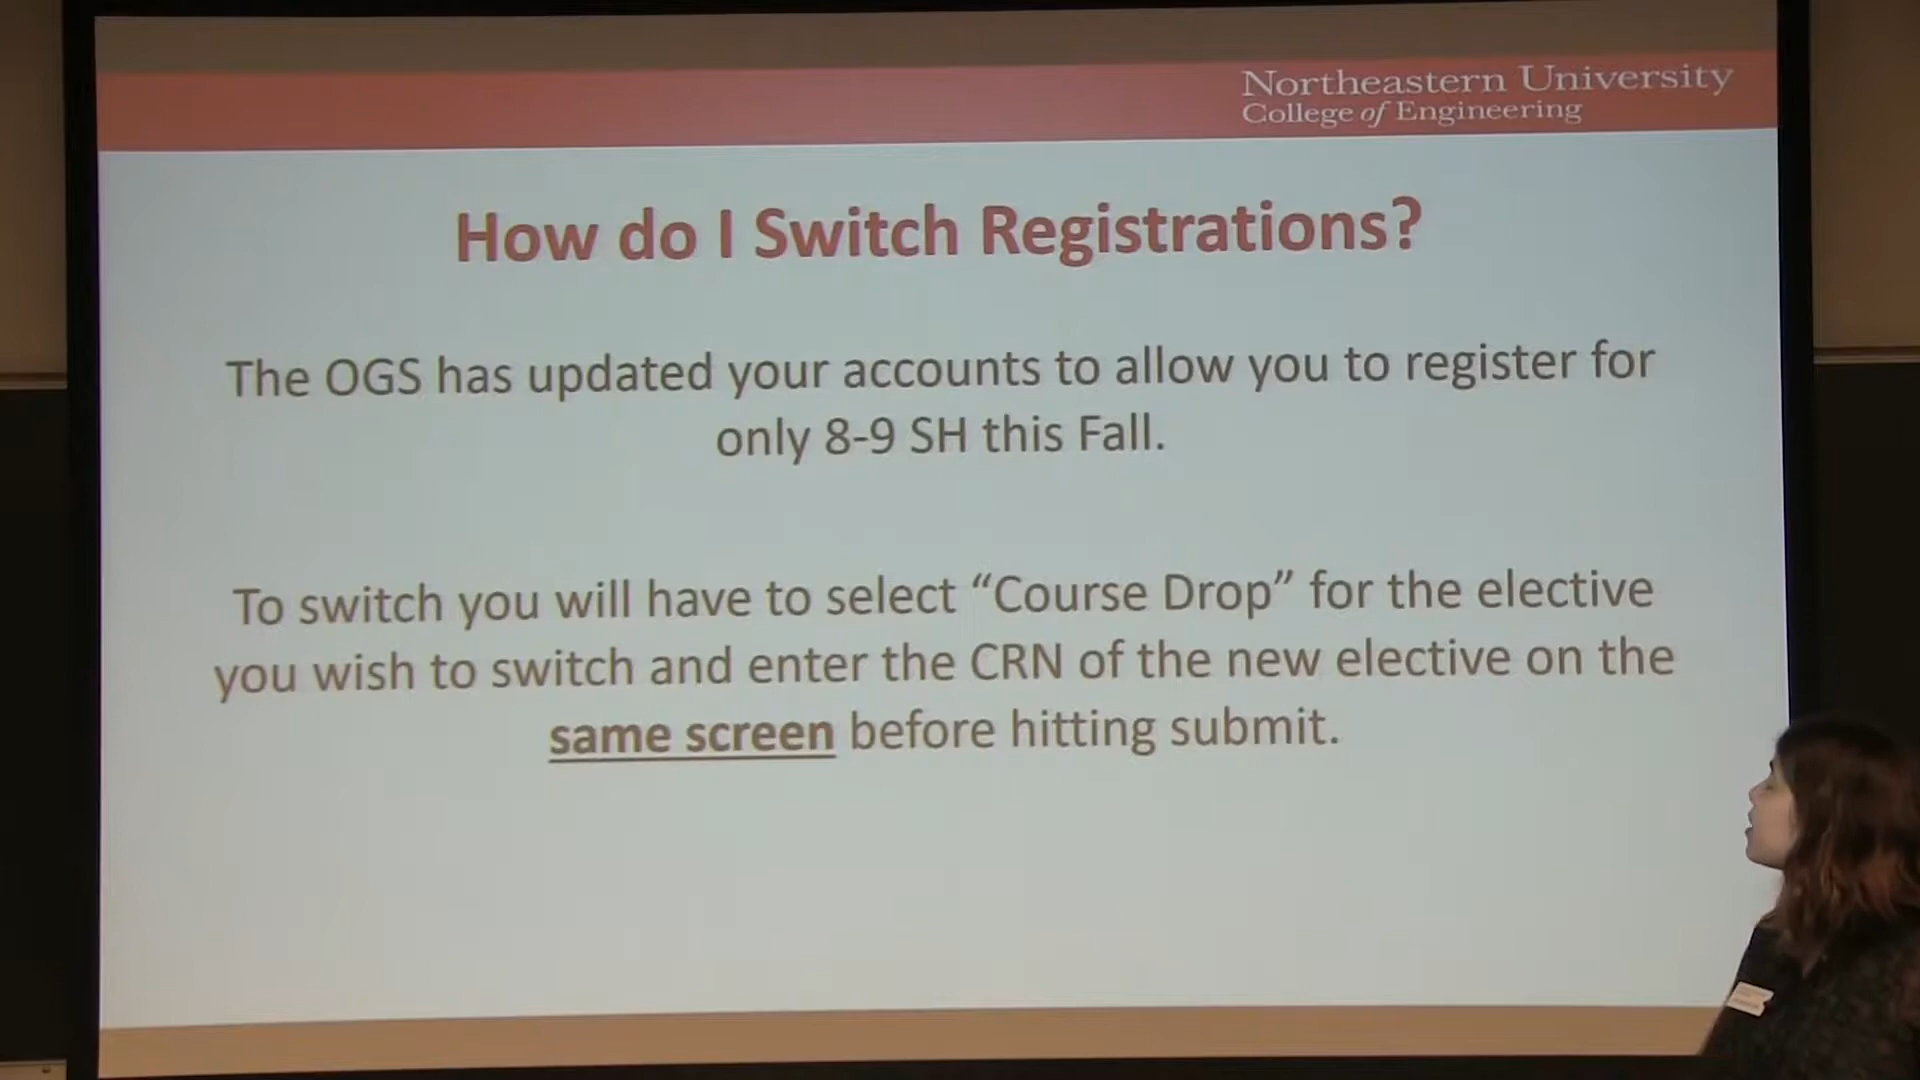 Northeastern University
College of Engineering
How do I Switch Registrations?
The OGS has updated your accounts to allow you to register for
only 8-9 SH this Fall.
To switch you will have to select “Course Drop” for the elective
you wish to switch and enter the CRN of the new elective on the
same screen before hitting submit.